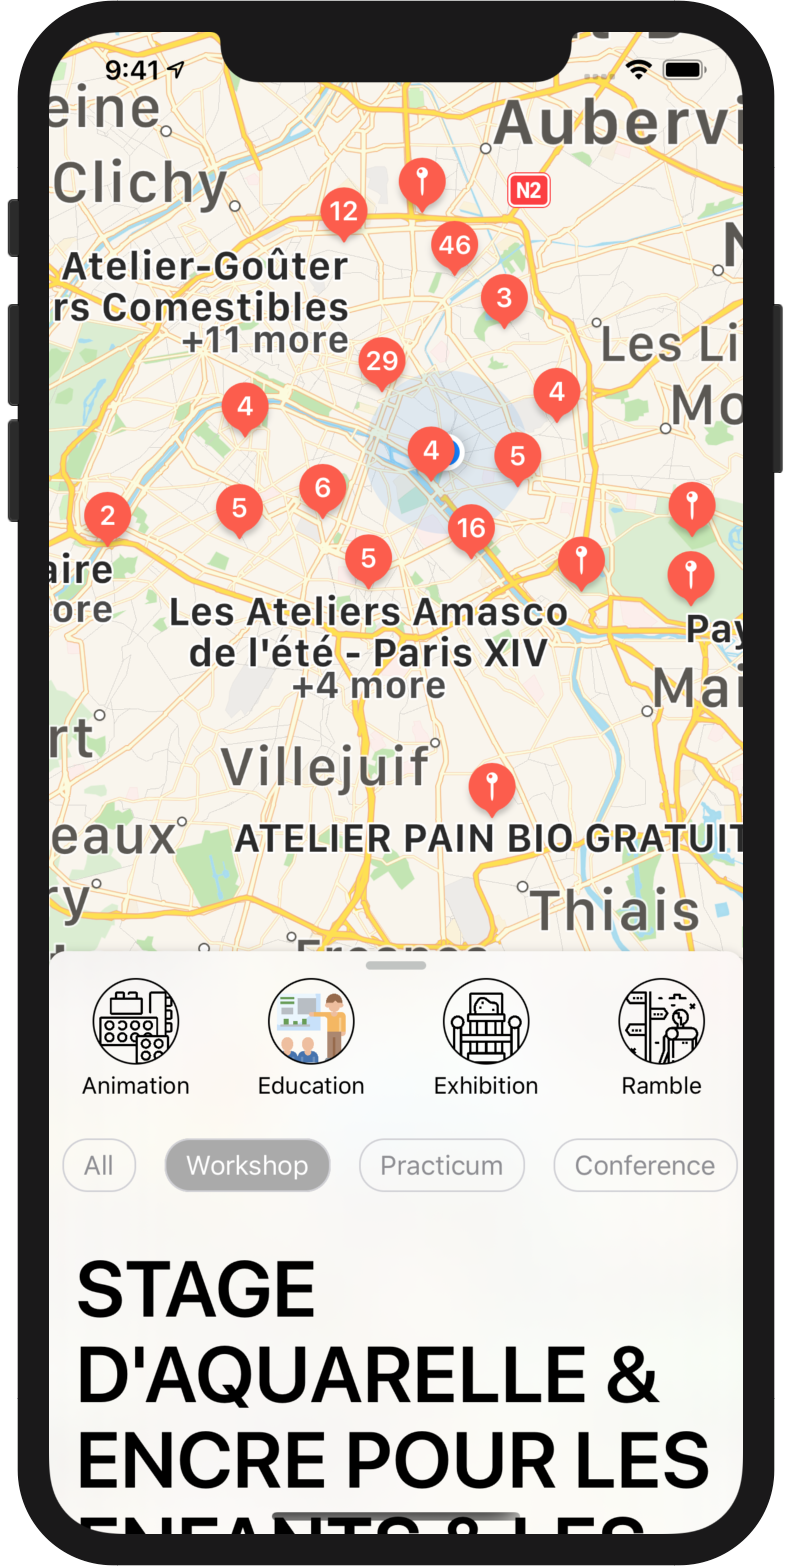 9:41
eine
Aubervi
Clichy
N2
12
46
Atelier-Goûter
rs Comestibles
+11 more
3
Les Li
29
4
Mo
4
4
5
6
5
2
16
5
aire
ore
Les Ateliers Amasco
de l'été - Paris XIV
+4 more
Pay
Mai
rt
Villejuif
ATELIER PAIN BIO GRATUIT
eaux
ry
Thiais
Animation
Education
Exhibition
Ramble
All
Workshop
Practicum
Conference
STAGE
D'AQUARELLE &
ENCRE POUR LES
ENFANTS & LES